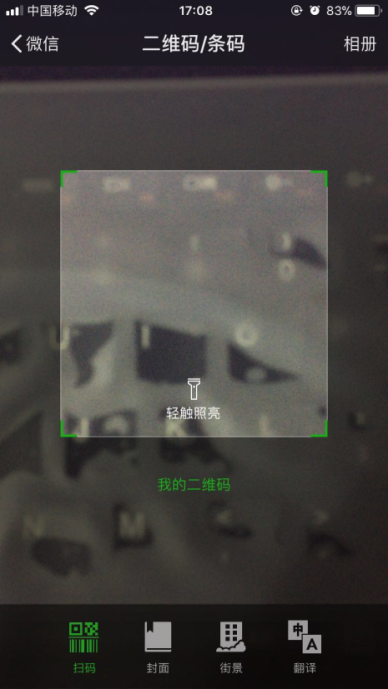 中国移动 17:08 83%
微信 二维码/条码 相册
U I O
轻触照亮
J K L
我的二维码
N M < >
中 A
扫码 封面 街景 翻译